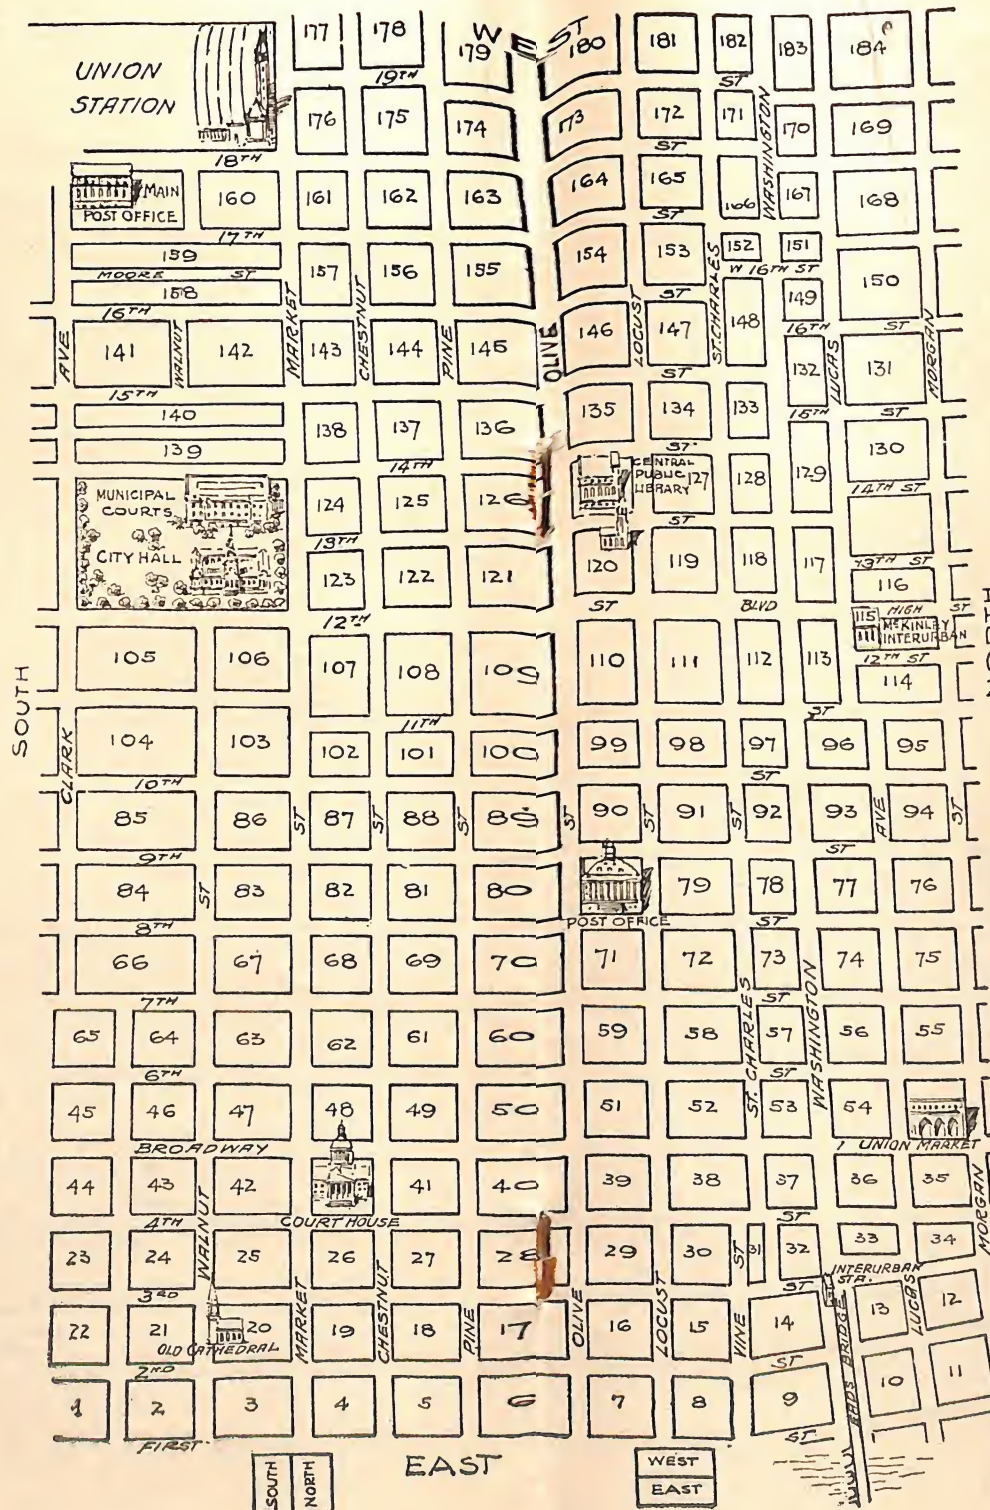 WEST
177 178 179 180 181 182 183 184
UNION
STATION
19TH ST
176 175 174 173 172 171 170 169
WASHINGTON
18TH ST
MAIN
POST OFFICE
160 161 162 163 164 165 166 167 168
17TH ST
159
MOORE ST
158
157 156 155 154 153 152 151
W 16TH ST
150
149
148
16TH ST
16TH ST
AVE
141
WALNUT
142
MARKET
143
CHESTNUT
144
PINE
145
OLIVE
146
LOCUST
147
ST. CHARLES
132
LUCAS
131
MORGAN
15TH ST
15TH ST
140
139
138 137 136 135 134 133
129
130
14TH ST
14TH ST
MUNICIPAL
COURTS
CITY HALL
124 125 126
CENTRAL
PUBLIC
LIBRARY
127 128
13TH ST
13TH ST
123 122 121 120 119 118 117 116
12TH ST BLVD
115 HIGH ST
MCKINLEY
INTERURBAN
12TH ST
114
SOUTH
105 106 107 108 109 110 111 112 113
11TH ST
CLARK
104 103 102 101 100 99 98 97 96 95
10TH ST
85 86 ST 87 ST 88 ST 89 ST 90 ST 91 ST 92 93 AVE 94 ST
9TH ST
84 ST 83 82 81 80 79 78 77 76
POST OFFICE
8TH ST
66 67 68 69 70 71 72 73 74 75
7TH ST
ST. CHARLES
WASHINGTON
65 64 63 62 61 60 59 58 57 56 55
6TH ST
45 46 47 48 49 50 51 52 53 54
BROADWAY
UNION MARKET
44 43 42 41 40 39 38 37 36 35
COURT HOUSE
MORGAN
4TH ST
WALNUT
23 24 25 26 27 28 29 30 ST 31 32 33 34
INTERURBAN
STA.
3RD ST
22 21 20 19 18 17 16 15 14 13 12
OLD CATHEDRAL
MARKET
CHESTNUT
PINE
OLIVE
LOCUST
VINE
EADS BRIDGE
LUCAS
2ND ST
1 2 3 4 5 6 7 8 9 10 11
FIRST ST
EAST
SOUTH
NORTH
WEST
EAST